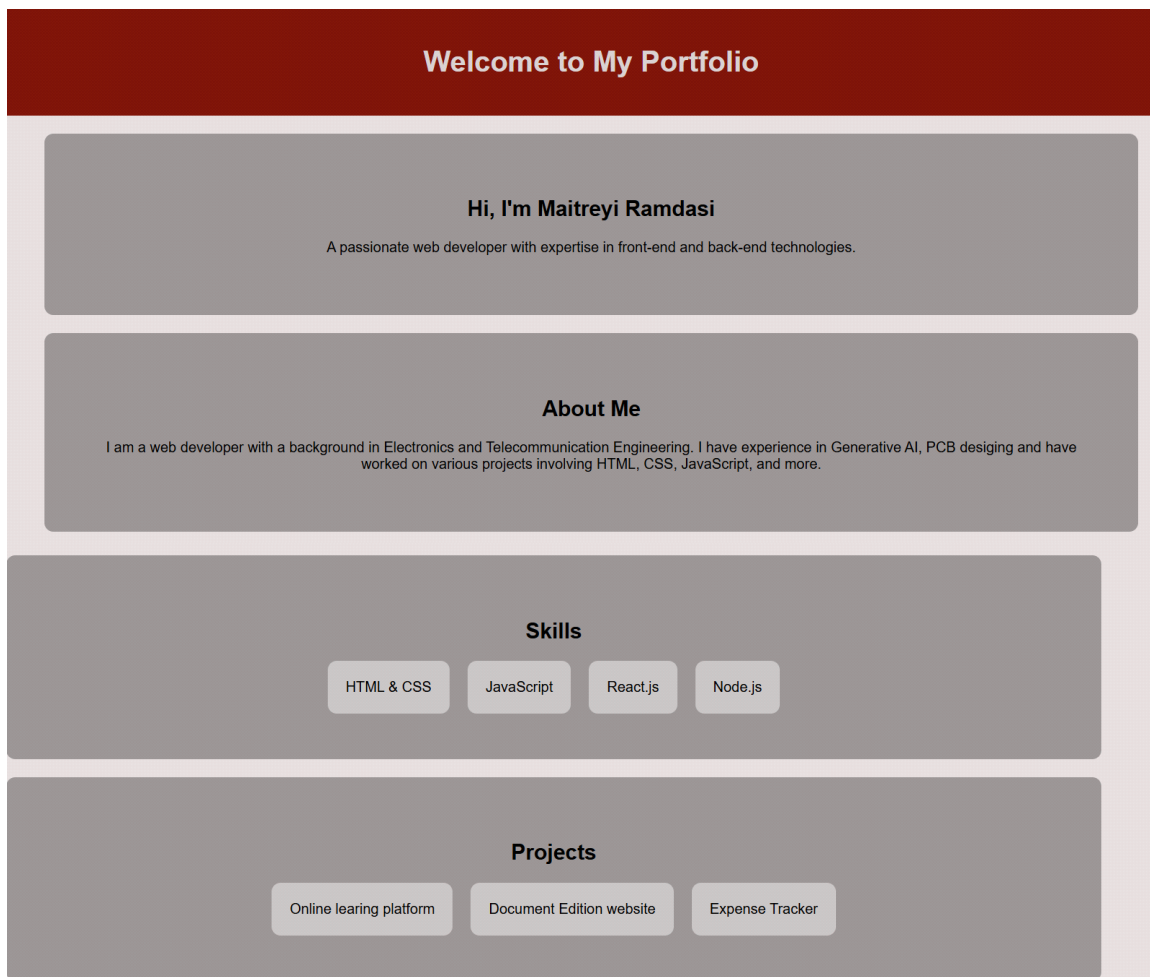 Welcome to My Portfolio
Hi, I'm Maitreyi Ramdasi
A passionate web developer with expertise in front-end and back-end technologies.
About Me
I am a web developer with a background in Electronics and Telecommunication Engineering. I have experience in Generative AI, PCB desiging and have
worked on various projects involving HTML, CSS, JavaScript, and more.
Skills
HTML & CSS
JavaScript
React.js
Node.js
Projects
Online learing platform
Document Edition website
Expense Tracker